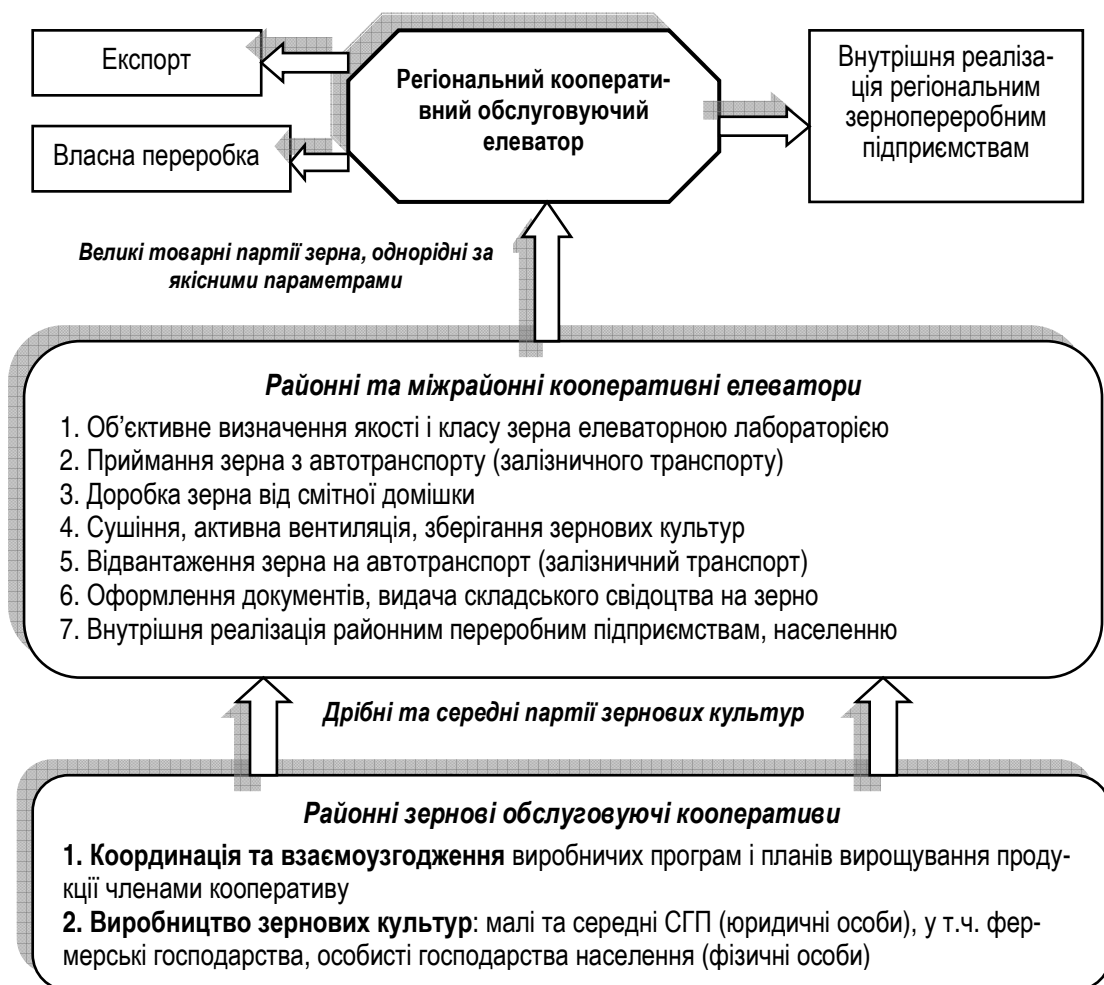 Експорт
Власна переробка
Регіональний кооперати-
вний обслуговуючий
елеватор
Внутрішня реаліза-
ція регіональним
зернопереробним
підприємствам
Великі товарні партії зерна, однорідні за
якісними параметрами
Районні та міжрайонні кооперативні елеватори
1. Об’єктивне визначення якості і класу зерна елеваторною лабораторією
2. Приймання зерна з автотранспорту (залізничного транспорту)
3. Доробка зерна від смітної домішки
4. Сушіння, активна вентиляція, зберігання зернових культур
5. Відвантаження зерна на автотранспорт (залізничний транспорт)
6. Оформлення документів, видача складського свідоцтва на зерно
7. Внутрішня реалізація районним переробним підприємствам, населенню
Дрібні та середні партії зернових культур
Районні зернові обслуговуючі кооперативи
1. Координація та взаємоузгодження виробничих програм і планів вирощування проду-
кції членами кооперативу
2. Виробництво зернових культур: малі та середні СГП (юридичні особи), у т.ч. фер-
мерські господарства, особисті господарства населення (фізичні особи)